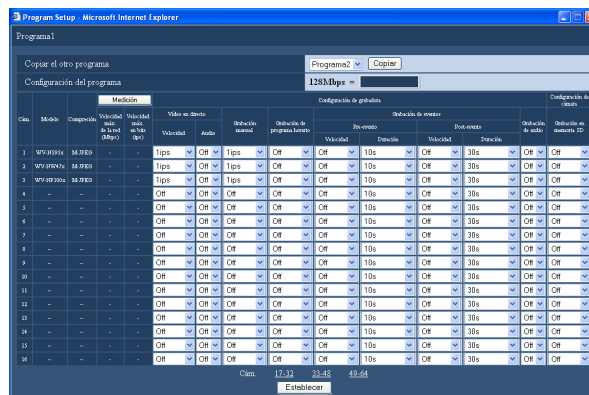 Program Setup - Microsoft Internet Explorer
Programa1
Copiar el otro programa Programa2 Copiar
Configuración del programa 128Mbps =
Medición Configuración de grabadora Configuración de cámara
Cám. Modelo Compresión Velocidad máx. de la red (Mbps) Velocidad máx. en bits (ips) Vídeo en directo Grabación manual Grabación de programa horario Grabación de eventos Grabación de audio Grabación en memoria SD
Velocidad Audio Pre-evento Post-evento
Velocidad Duración Velocidad Duración
1 M-JPEG - - 1ips Off 1ips Off Off 10s Off 30s Off Off
2 M-JPEG - - 1ips Off 1ips Off Off 10s Off 30s Off Off
3 M-JPEG - - 1ips Off 1ips Off Off 10s Off 30s Off Off
4 -- -- - - Off Off Off Off Off 10s Off 30s Off Off
5 -- -- - - Off Off Off Off Off 10s Off 30s Off Off
6 -- -- - - Off Off Off Off Off 10s Off 30s Off Off
7 -- -- - - Off Off Off Off Off 10s Off 30s Off Off
8 -- -- - - Off Off Off Off Off 10s Off 30s Off Off
9 -- -- - - Off Off Off Off Off 10s Off 30s Off Off
10 -- -- - - Off Off Off Off Off 10s Off 30s Off Off
11 -- -- - - Off Off Off Off Off 10s Off 30s Off Off
12 -- -- - - Off Off Off Off Off 10s Off 30s Off Off
13 -- -- - - Off Off Off Off Off 10s Off 30s Off Off
14 -- -- - - Off Off Off Off Off 10s Off 30s Off Off
15 -- -- - - Off Off Off Off Off 10s Off 30s Off Off
16 -- -- - - Off Off Off Off Off 10s Off 30s Off Off
Cám. 17-32 33-48 49-64
Establecer